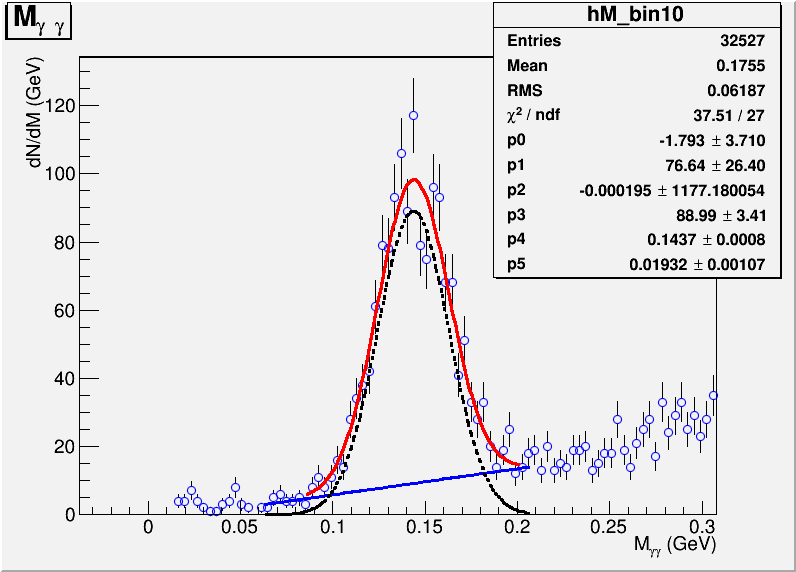 M_γγ
hM_bin10
Entries 32527
Mean 0.1755
RMS 0.06187
χ² / ndf 37.51 / 27
p0 -1.793 ± 3.710
p1 76.64 ± 26.40
p2 -0.000195 ± 1177.180054
p3 88.99 ± 3.41
p4 0.1437 ± 0.0008
p5 0.01932 ± 0.00107
dN/dM (GeV)
120
100
80
60
40
20
0
0 0.05 0.1 0.15 0.2 0.25 0.3
M_γγ (GeV)